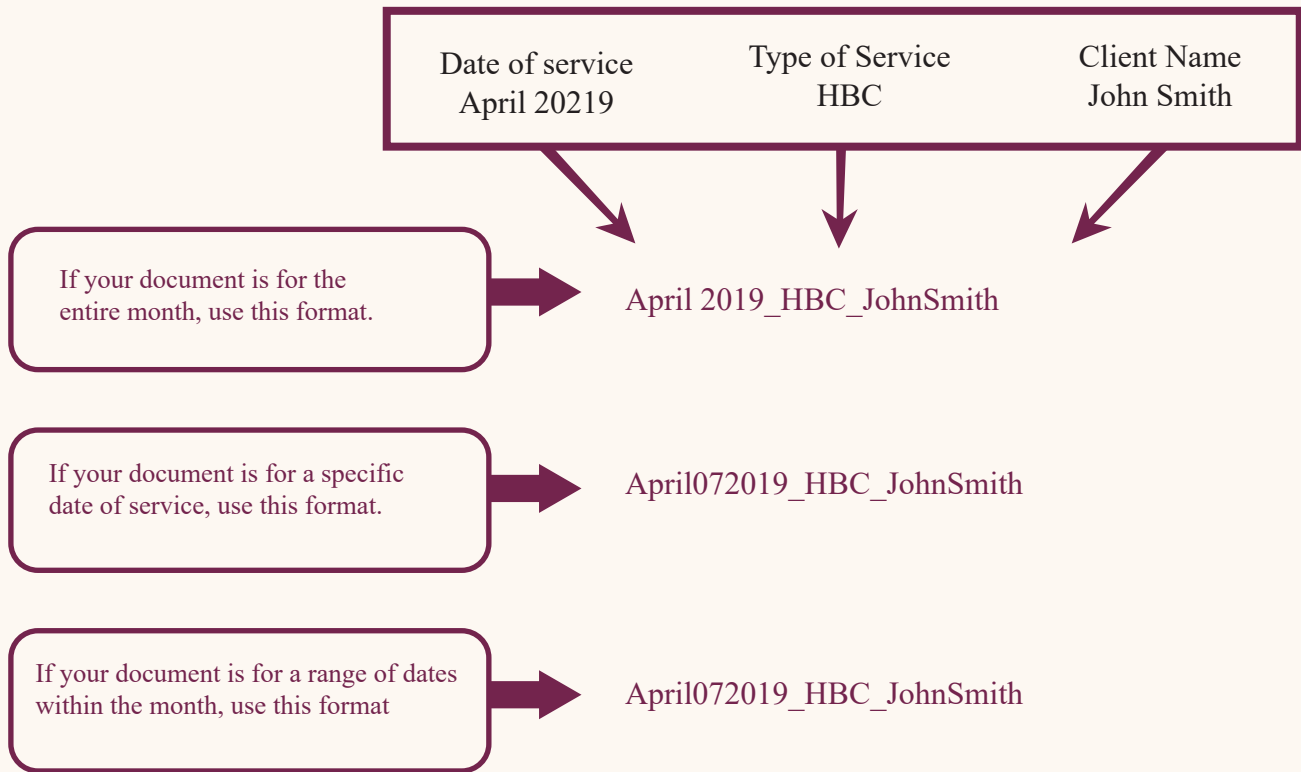 Date of service
April 20219
Type of Service
HBC
Client Name
John Smith
If your document is for the
entire month, use this format.
April 2019_HBC_JohnSmith
If your document is for a specific
date of service, use this format.
April072019_HBC_JohnSmith
If your document is for a range of dates
within the month, use this format
April072019_HBC_JohnSmith